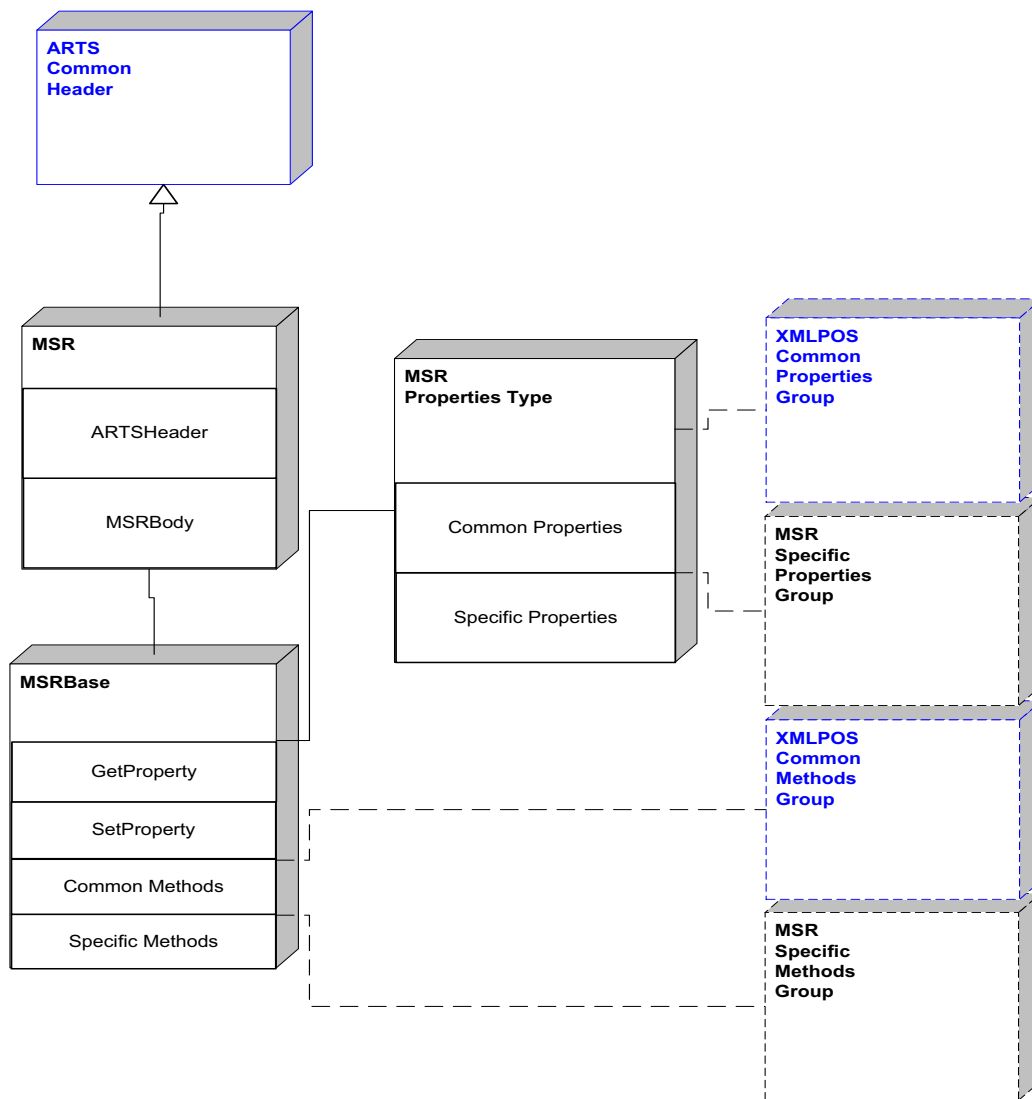 ARTS
Common
Header
MSR
ARTSHeader
MSRBody
MSRBase
GetProperty
SetProperty
Common Methods
Specific Methods
MSR
Properties Type
Common Properties
Specific Properties
XMLPOS
Common
Properties
Group
MSR
Specific
Properties
Group
XMLPOS
Common
Methods
Group
MSR
Specific
Methods
Group